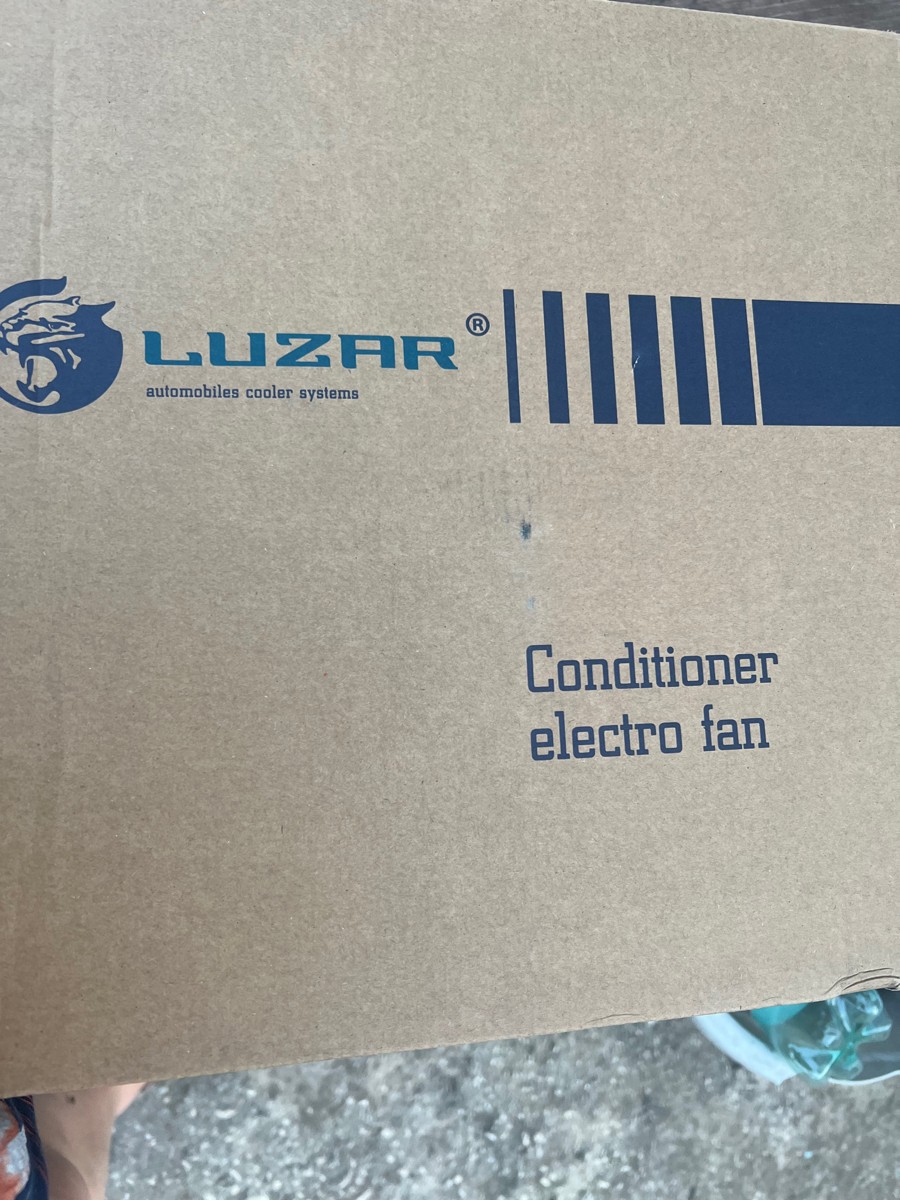 LUZAR®
automobiles cooler systems
Conditioner
electro fan